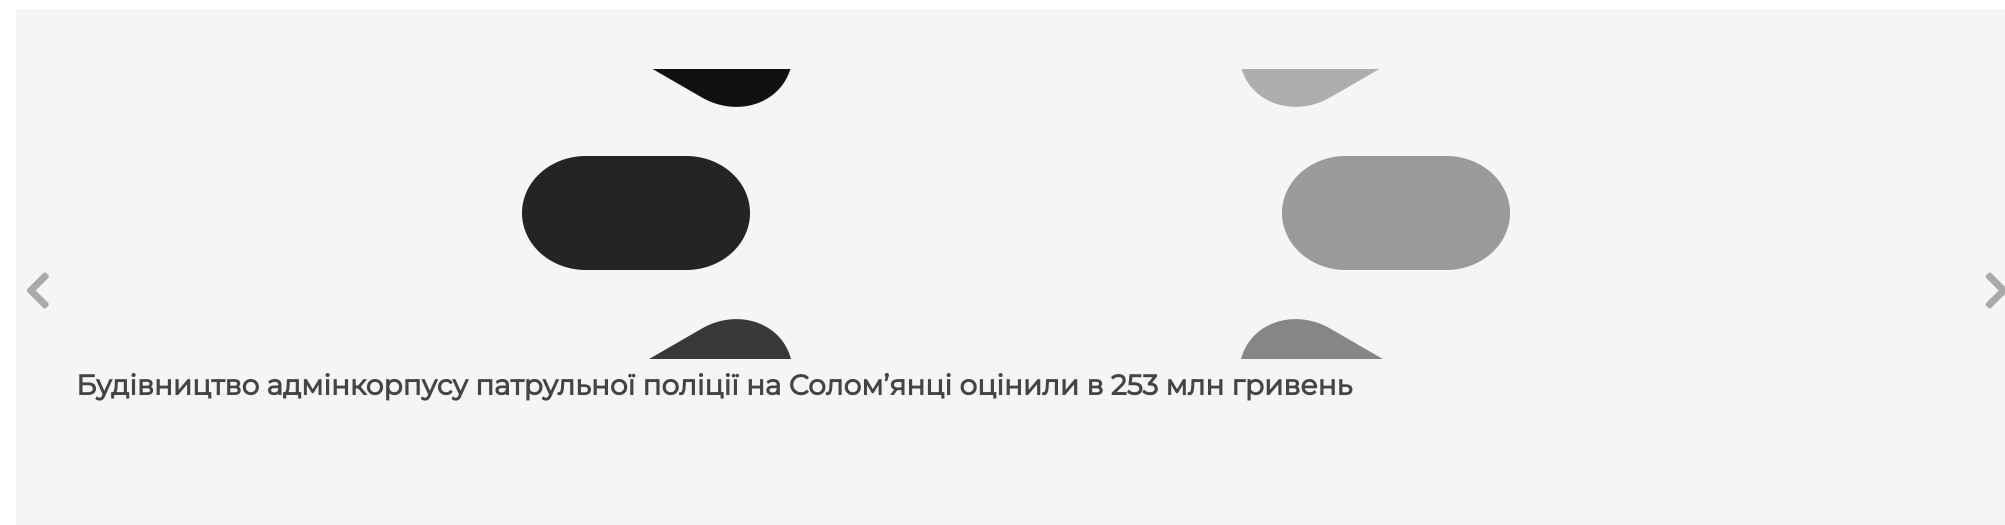 Будівництво адмінкорпусу патрульної поліції на Солом’янці оцінили в 253 млн гривень